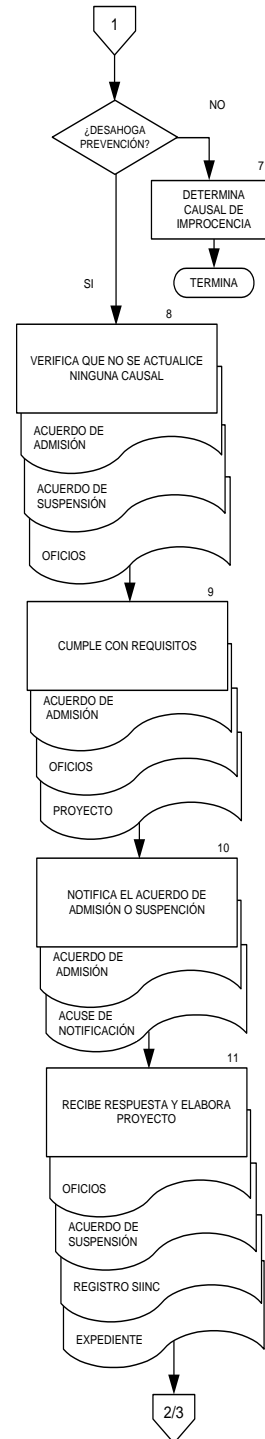 1
¿DESAHOGA
PREVENCIÓN?
NO
7
DETERMINA
CAUSAL DE
IMPROCENCIA
TERMINA
SI
8
VERIFICA QUE NO SE ACTUALICE
NINGUNA CAUSAL
ACUERDO DE
ADMISIÓN
ACUERDO DE
SUSPENSIÓN
OFICIOS
9
CUMPLE CON REQUISITOS
ACUERDO DE
ADMISIÓN
OFICIOS
PROYECTO
10
NOTIFICA EL ACUERDO DE
ADMISIÓN O SUSPENCIÓN
ACUERDO DE
ADMISIÓN
ACUSE DE
NOTIFICACIÓN
11
RECIBE RESPUESTA Y ELABORA
PROYECTO
OFICIOS
ACUERDO DE
SUSPENSIÓN
REGISTRO SIINC
EXPEDIENTE
2/3